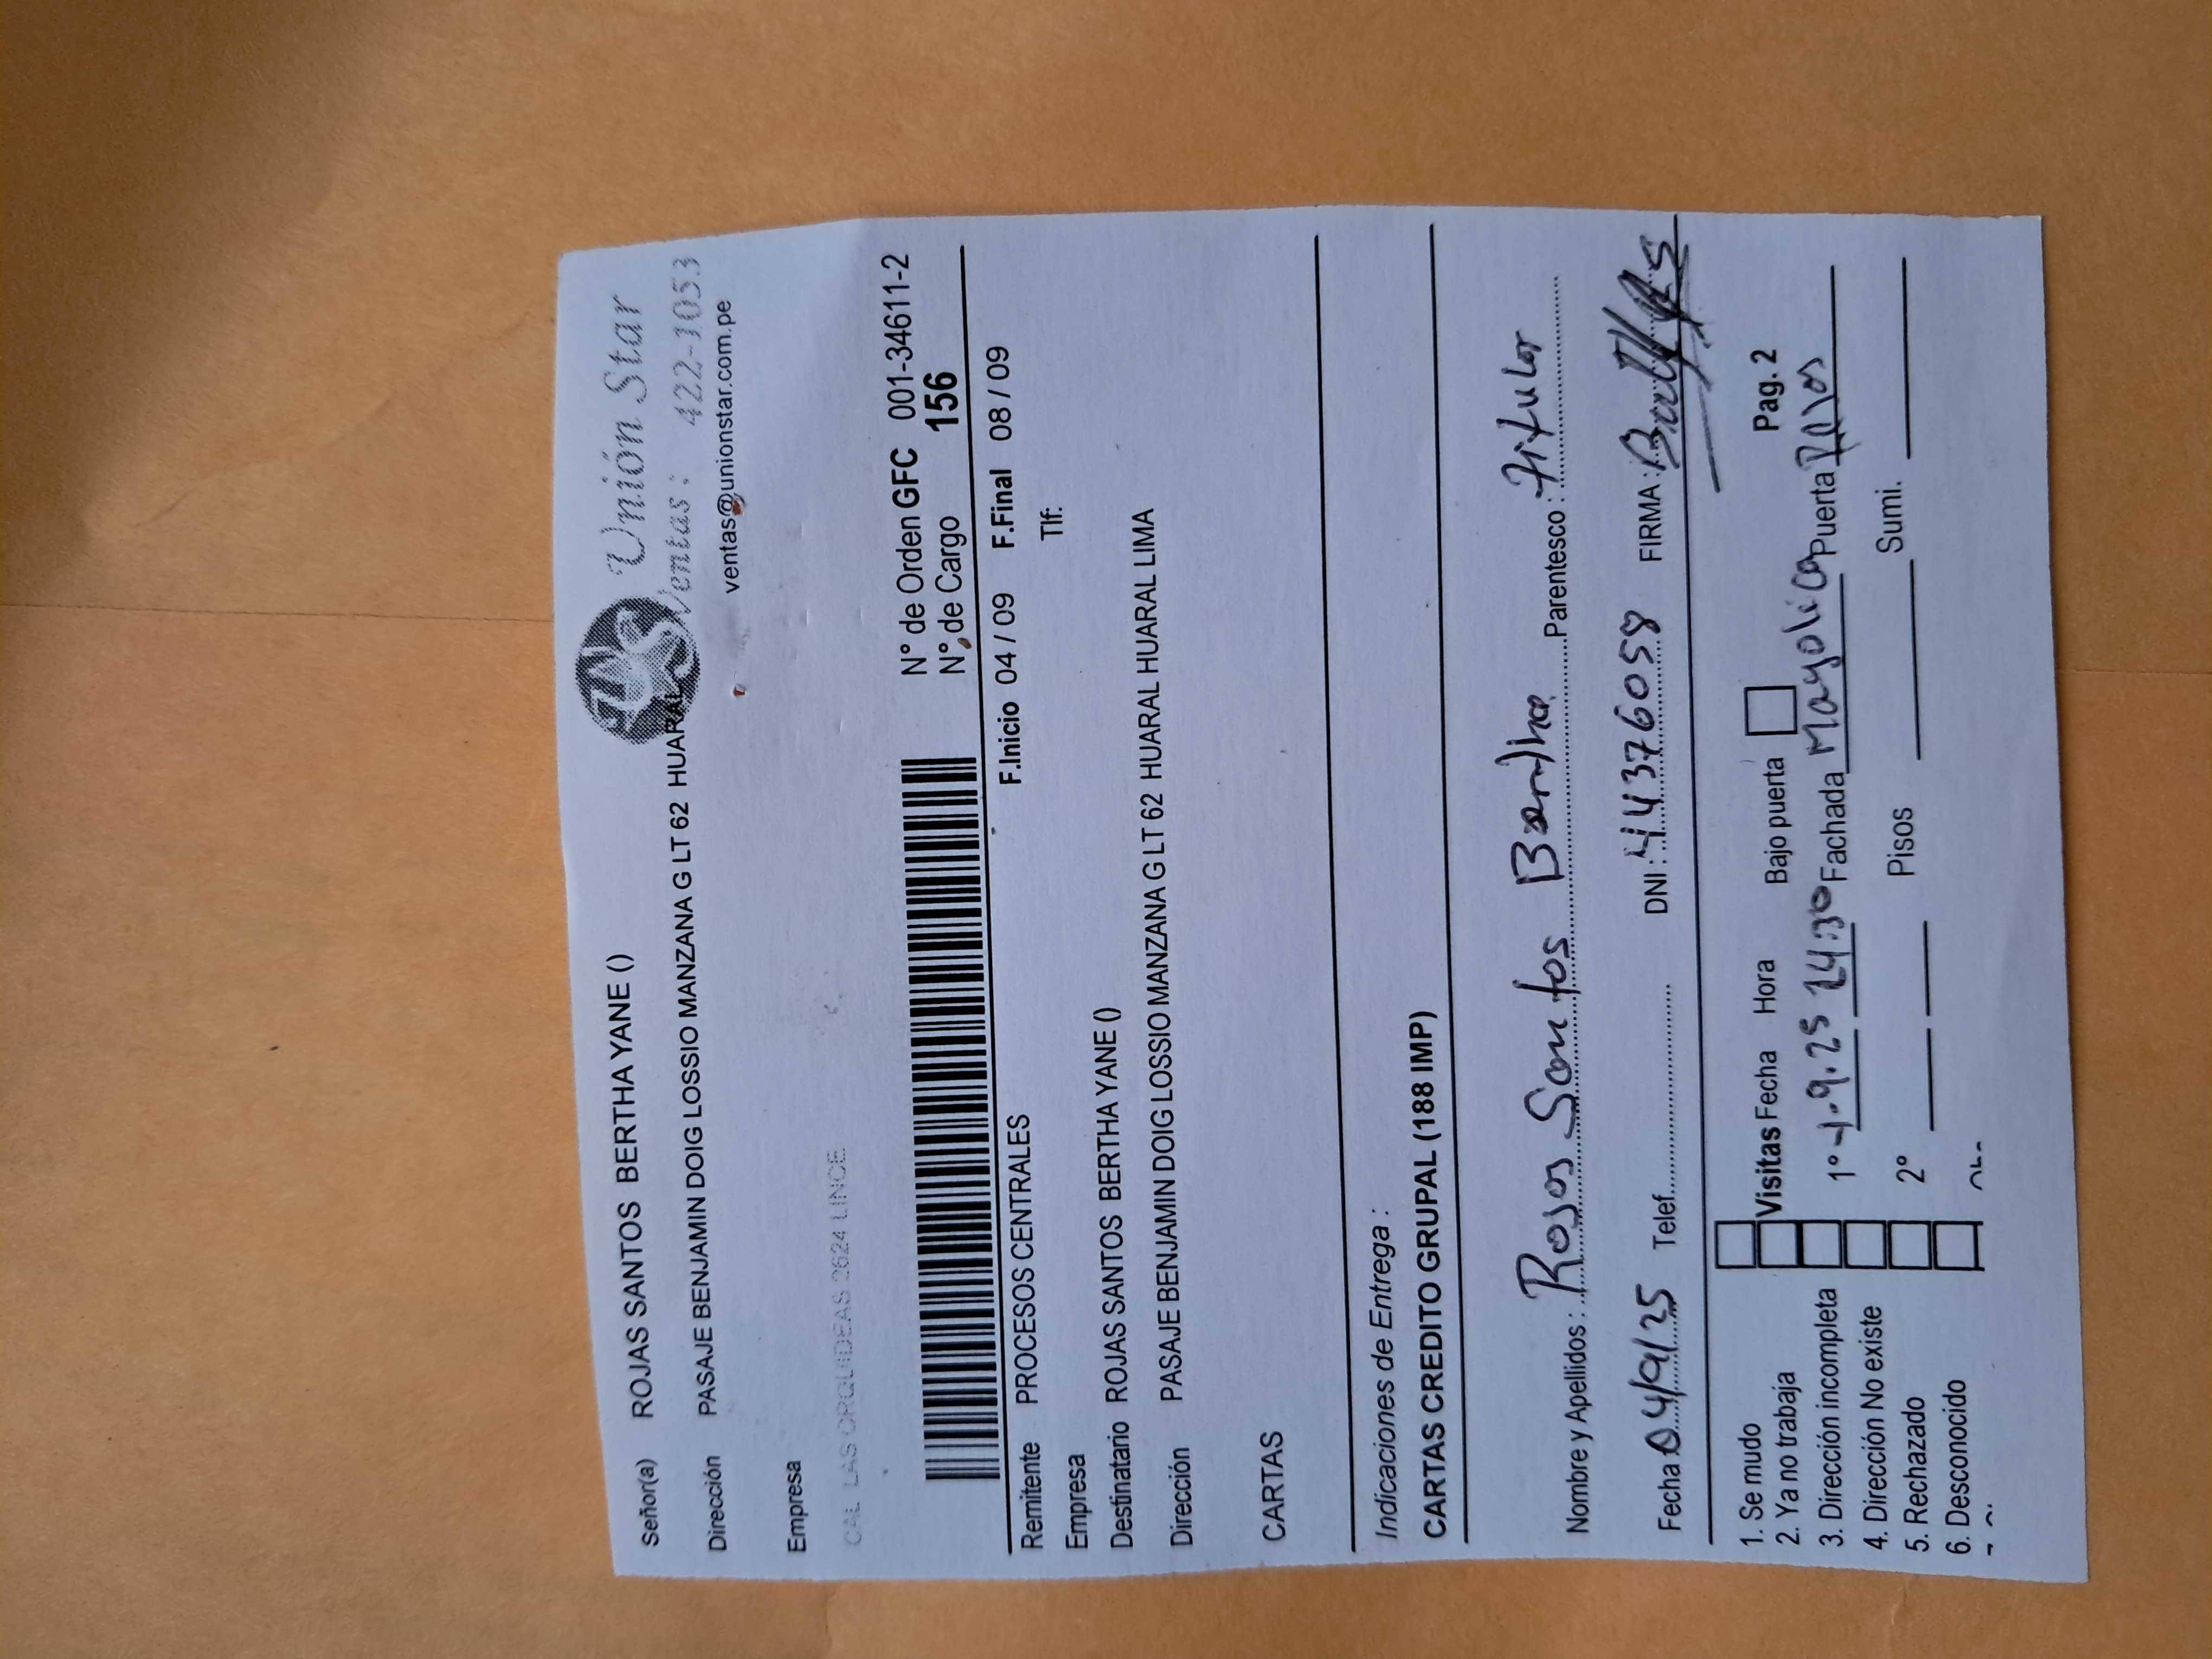 Señor(a) ROJAS SANTOS BERTHA YANE ()
Unión Star
Dirección PASAJE BENJAMIN DOIG LOSSIO MANZANA G LT 62 HUARAL
Ventas: 422-1053
ventas@unionstar.com.pe
Empresa
CAL LAS ORQUIDEAS 2624 LINCE
N° de Orden GFC 001-34611-2
N° de Cargo 156
Remitente PROCESOS CENTRALES F.Inicio 04 / 09 F.Final 08 / 09
Empresa Tlf:
Destinatario ROJAS SANTOS BERTHA YANE ()
Dirección PASAJE BENJAMIN DOIG LOSSIO MANZANA G LT 62 HUARAL HUARAL LIMA
CARTAS
Indicaciones de Entrega :
CARTAS CREDITO GRUPAL (188 IMP)
Nombre y Apellidos : Rojas Santos Bertha Parentesco : Titular
Fecha 04/9/25 Telef. DNI : 44376058 FIRMA :
1. Se mudo
2. Ya no trabaja Visitas Fecha Hora Bajo puerta Pag. 2
3. Dirección incompleta 1° 4.9.25 14:30 Fachada Mayolica Puerta
4. Dirección No existe
5. Rechazado 2° Pisos Sumi.
6. Desconocido